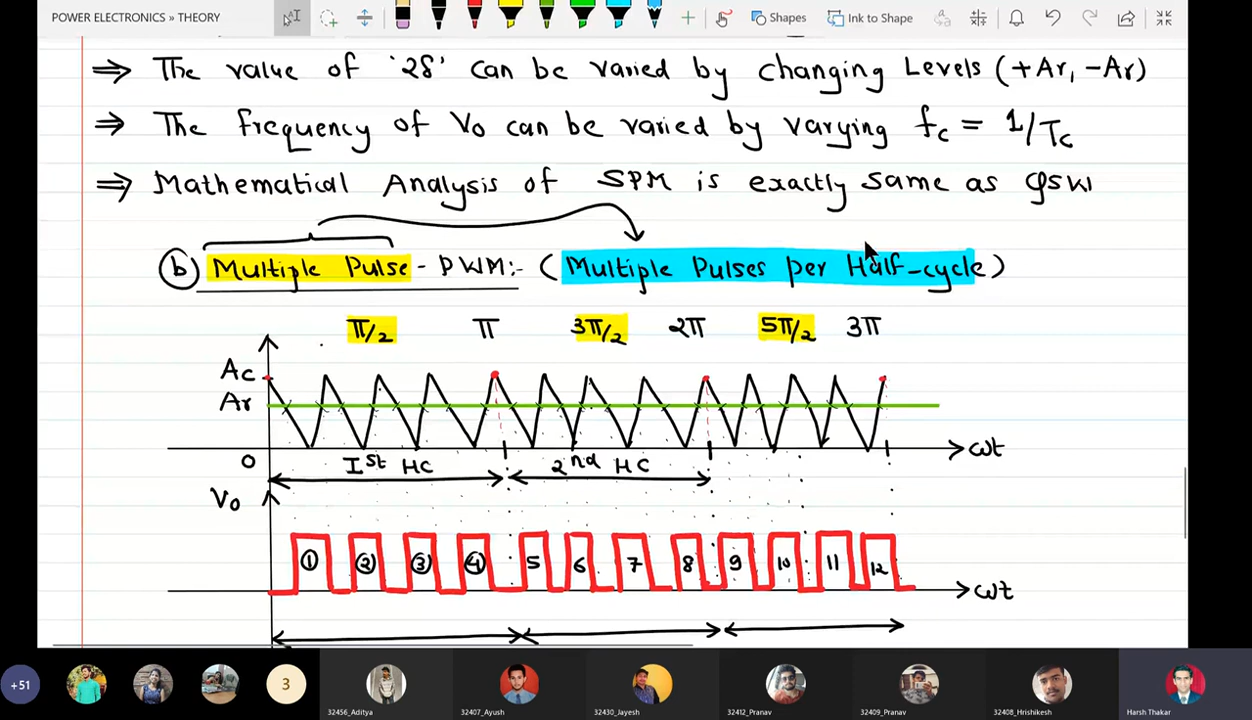 POWER ELECTRONICS » THEORY
Shapes
Ink to Shape
⇒ The value of '2δ' can be varied by changing Levels (+Ar, -Ar)
⇒ The frequency of Vo can be varied by varying fc = 1/Tc
⇒ Mathematical Analysis of SPM is exactly same as QSW
(b) Multiple Pulse - PWM:- (Multiple Pulses per Half-cycle)
π/2 π 3π/2 2π 5π/2 3π
Ac
Ar
0
ωt
Ist HC 2nd HC
Vo
1 2 3 4 5 6 7 8 9 10 11 12
ωt
+51
3
32456_Aditya
32407_Ayush
32430_Jayesh
32412_Pranav
32409_Pranav
32408_Hrishikesh
Harsh Thakar